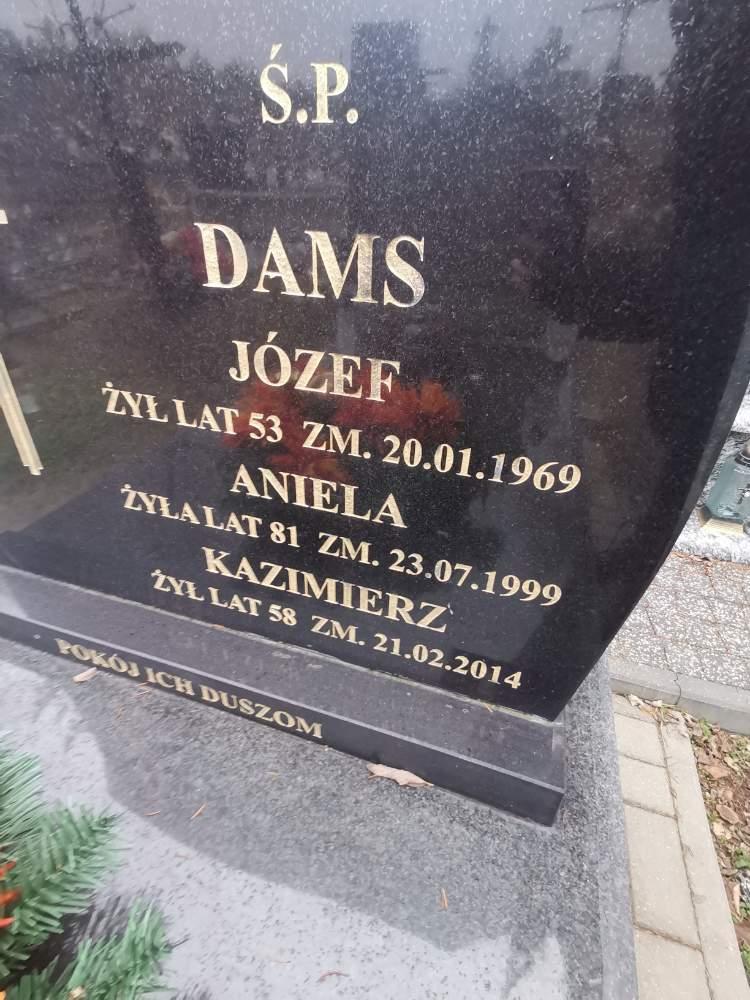 Ś.P.
DAMS
JÓZEF
ŻYŁ LAT 53 ZM. 20.01.1969
ANIELA
ŻYŁA LAT 81 ZM. 23.07.1999
KAZIMIERZ
ŻYŁ LAT 58 ZM. 21.02.2014
POKÓJ ICH DUSZOM